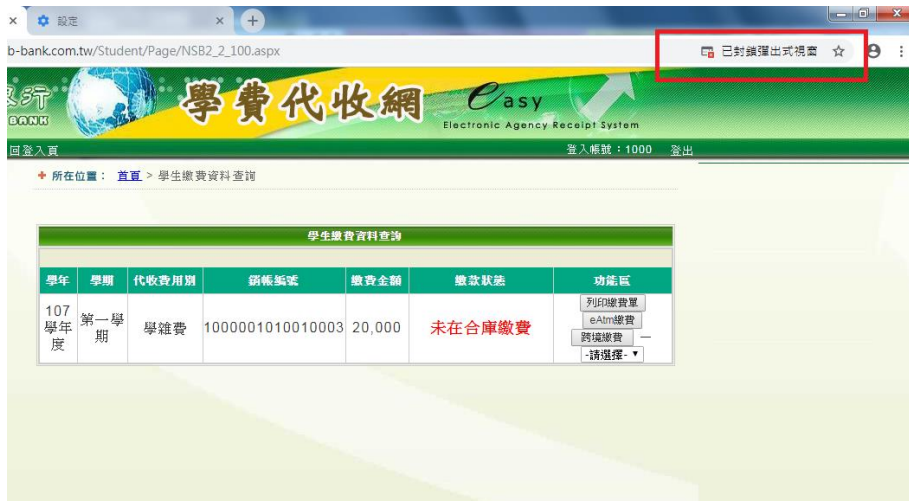 設定
b-bank.com.tw/Student/Page/NSB2_2_100.aspx
已封鎖彈出式視窗
BANK
學費代收網
easy
Electronic Agency Receipt System
回登入頁
登入帳號：1000 登出
所在位置： 首頁 > 學生繳費資料查詢
學生繳費資料查詢
學年 學期 代收費用別 銷帳編號 繳費金額 繳款狀態 功能區
107
學年
度
第一學
期
學雜費
1000001010010003
20,000
未在合庫繳費
列印繳費單
eAtm繳費
跨境繳費 —
-請選擇-